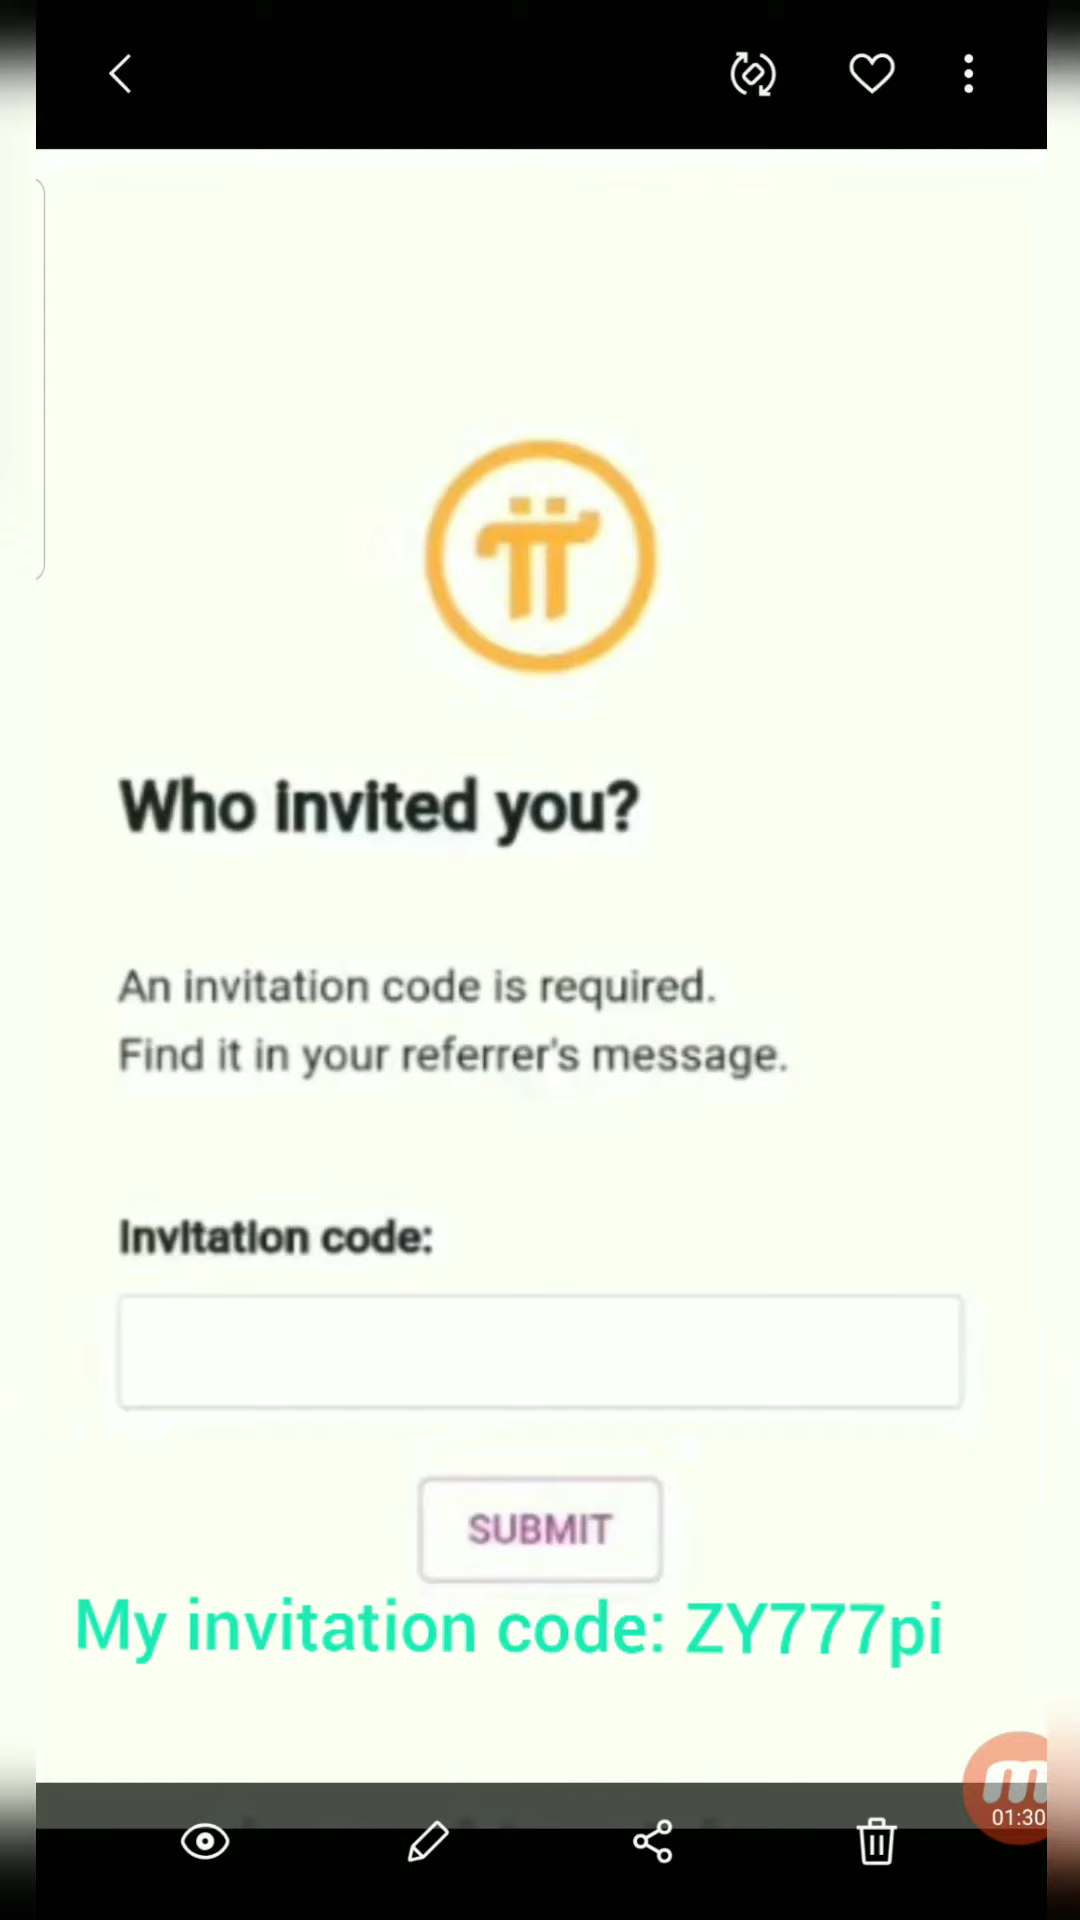 Who invited you?
An invitation code is required.
Find it in your referrer's message.
Invitation code:
SUBMIT
My invitation code: ZY777pi
01:30